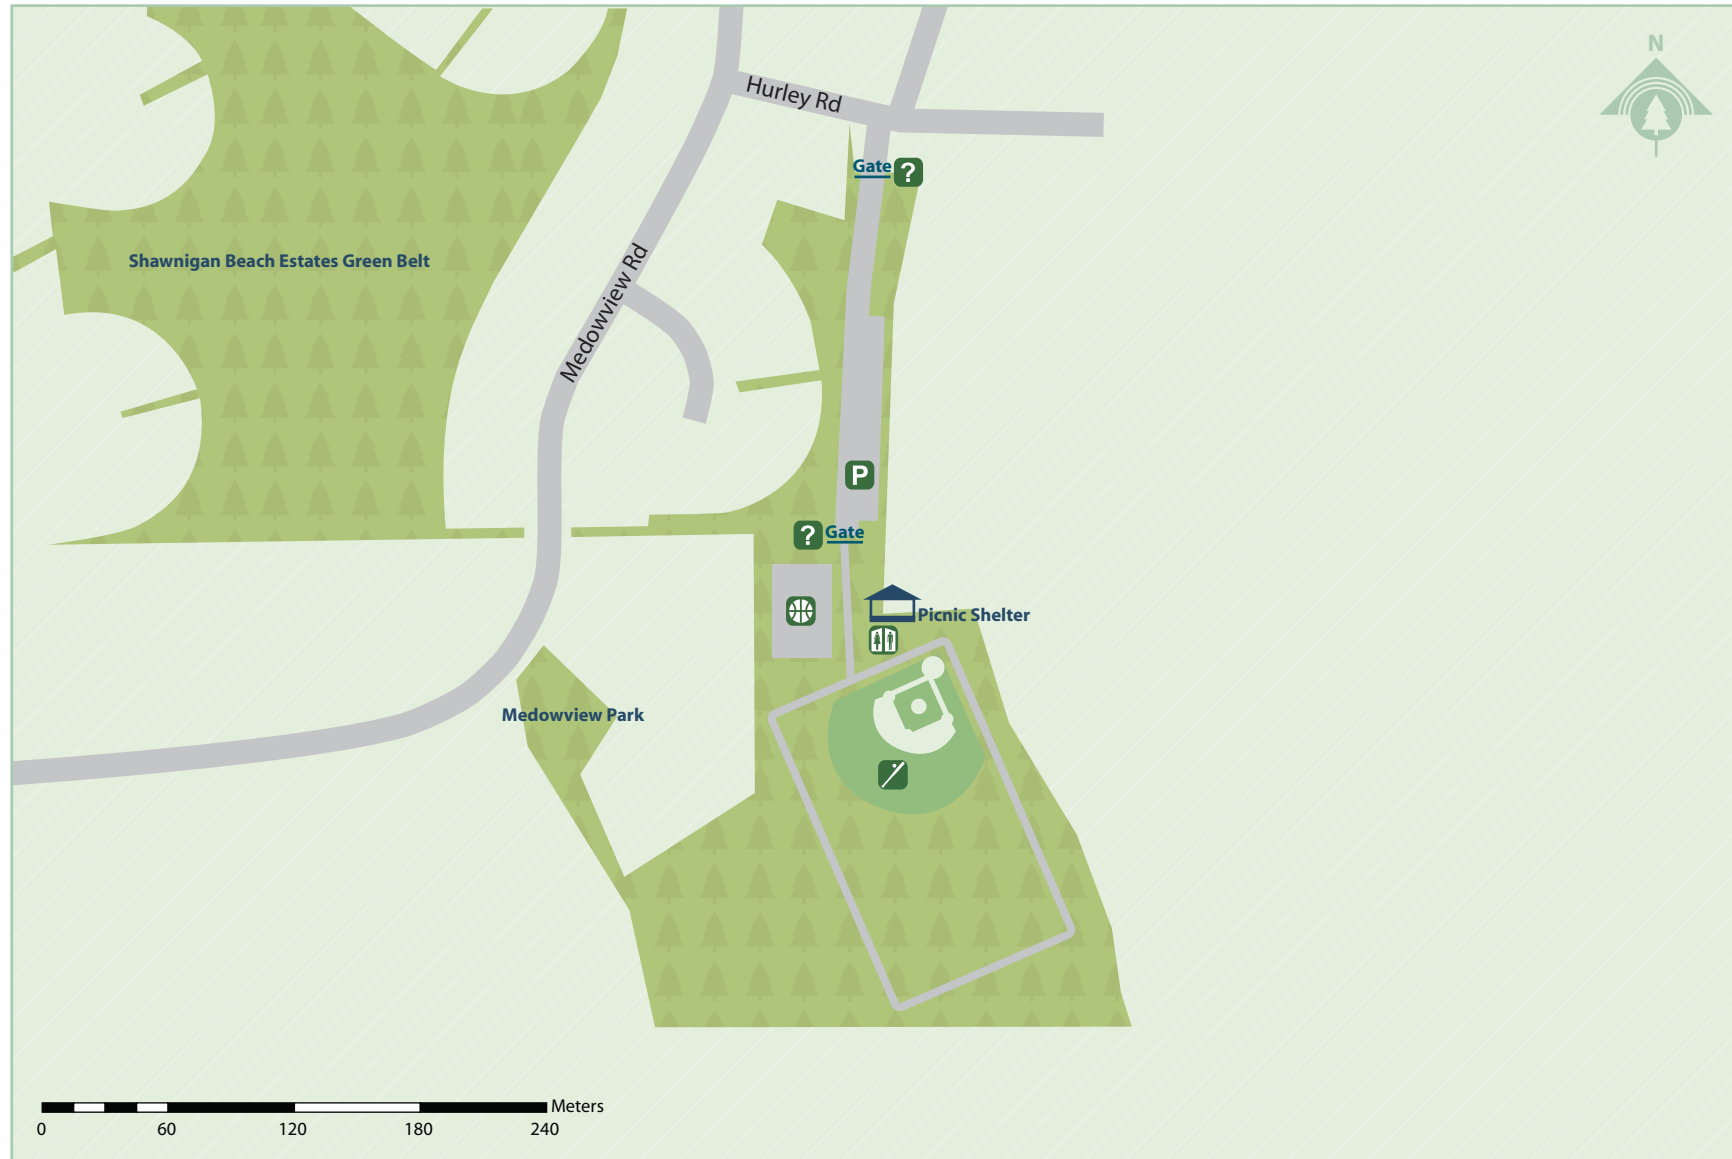 N
Hurley Rd
Gate ?
Shawnigan Beach Estates Green Belt
Medowview Rd
P
? Gate
Picnic Shelter
Medowview Park
Meters
0 60 120 180 240